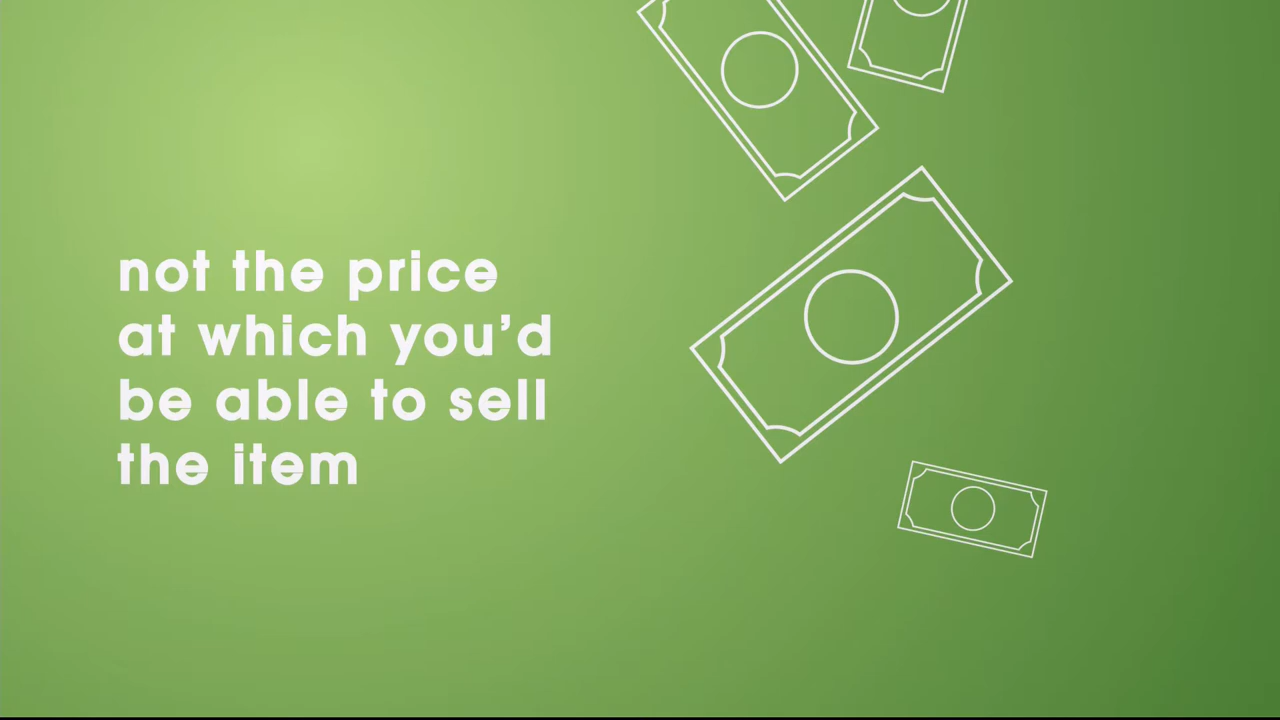 not the price
at which you’d
be able to sell
the item